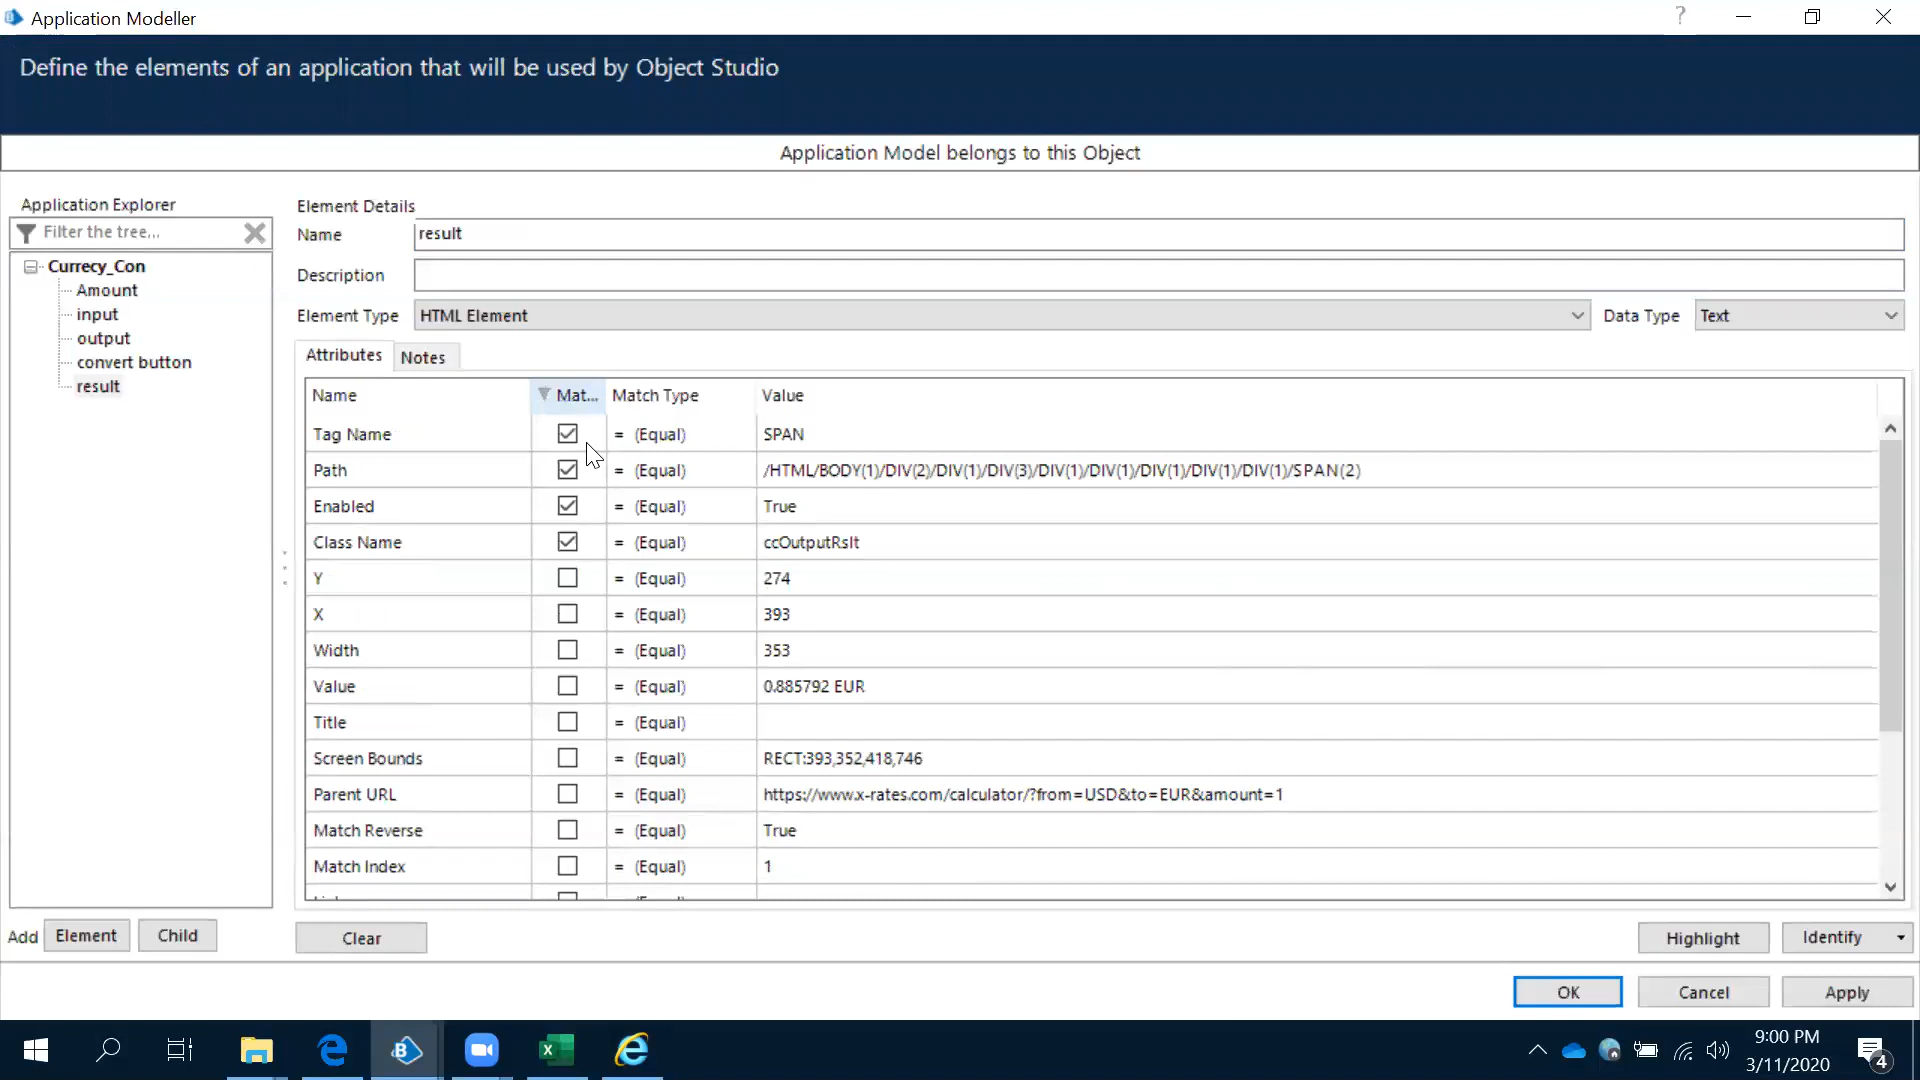 Application Modeller
?
Define the elements of an application that will be used by Object Studio
Application Model belongs to this Object
Application Explorer
Filter the tree...
Currecy_Con
Amount
input
output
convert button
result
Add Element Child
Element Details
Name result
Description
Element Type HTML Element Data Type Text
Attributes Notes
Name Mat... Match Type Value
Tag Name = (Equal) SPAN
Path = (Equal) /HTML/BODY(1)/DIV(2)/DIV(1)/DIV(3)/DIV(1)/DIV(1)/DIV(1)/DIV(1)/DIV(1)/SPAN(2)
Enabled = (Equal) True
Class Name = (Equal) ccOutputRslt
Y = (Equal) 274
X = (Equal) 393
Width = (Equal) 353
Value = (Equal) 0.885792 EUR
Title = (Equal)
Screen Bounds = (Equal) RECT:393,352,418,746
Parent URL = (Equal) https://www.x-rates.com/calculator/?from=USD&to=EUR&amount=1
Match Reverse = (Equal) True
Match Index = (Equal) 1
Clear Highlight Identify
OK Cancel Apply
9:00 PM
3/11/2020
4